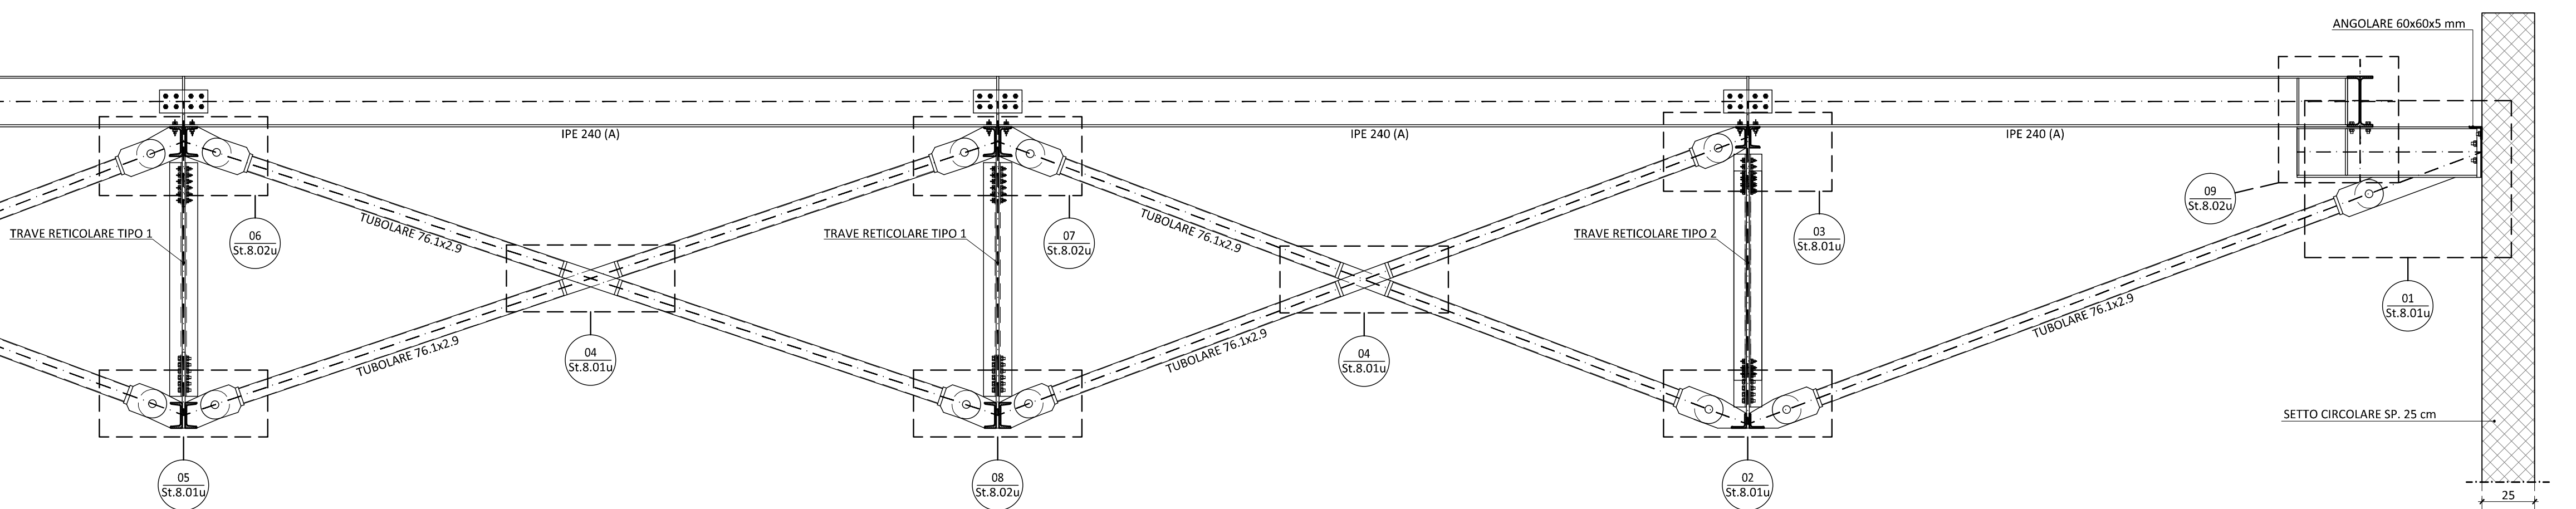 ANGOLARE 60x60x5 mm
IPE 240 (A)
IPE 240 (A)
IPE 240 (A)
TRAVE RETICOLARE TIPO 1
06
St.8.02u
TUBOLARE 76.1x2.9
TRAVE RETICOLARE TIPO 1
07
St.8.02u
TUBOLARE 76.1x2.9
TRAVE RETICOLARE TIPO 2
03
St.8.01u
09
St.8.02u
01
St.8.01u
TUBOLARE 76.1x2.9
04
St.8.01u
TUBOLARE 76.1x2.9
04
St.8.01u
TUBOLARE 76.1x2.9
SETTO CIRCOLARE SP. 25 cm
05
St.8.01u
08
St.8.02u
02
St.8.01u
25